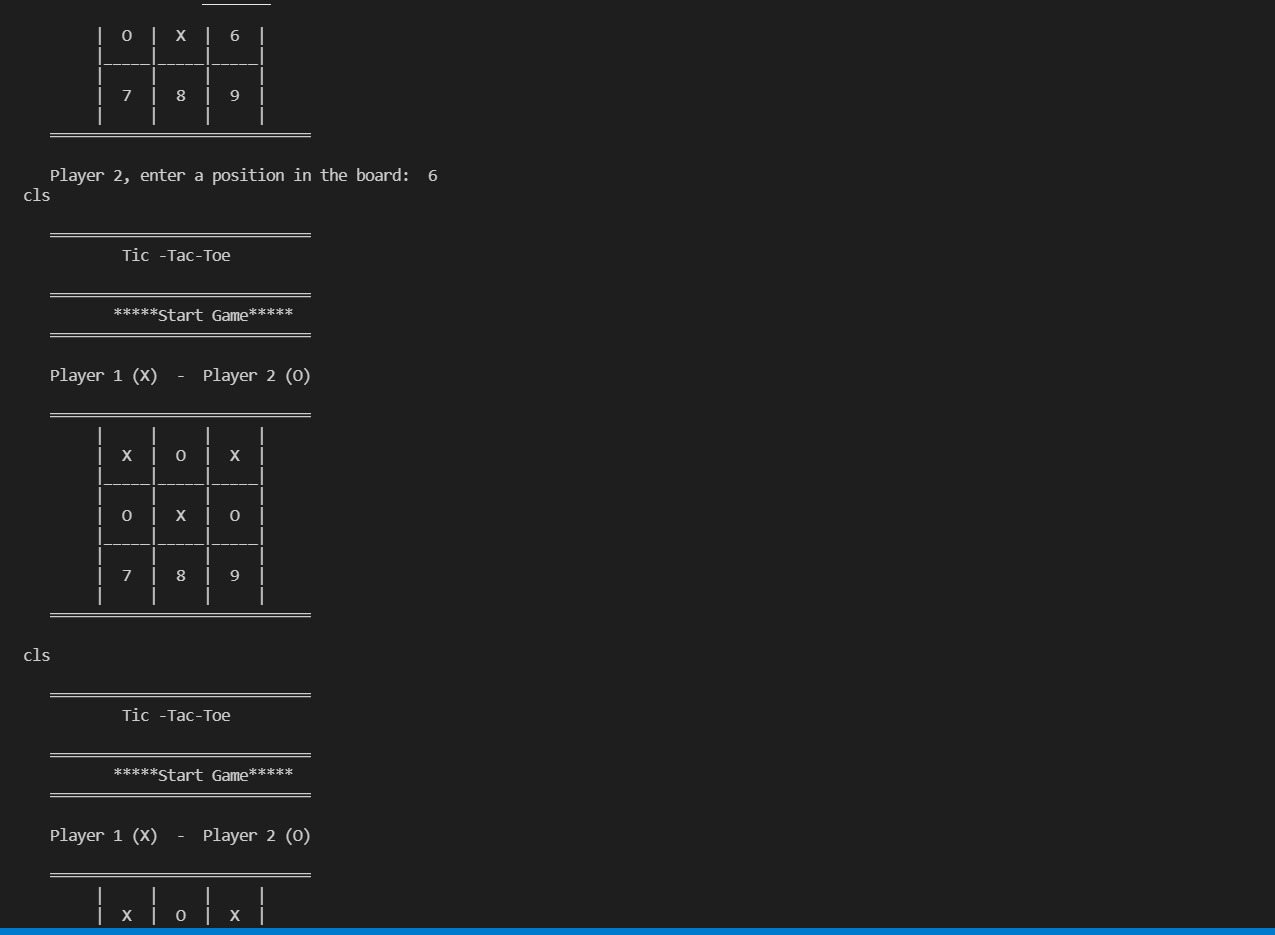 | O | X | 6 |
|_____|_____|_____|
| | | |
| 7 | 8 | 9 |
| | | |
=============================
Player 2, enter a position in the board: 6
cls
=============================
Tic -Tac-Toe
=============================
*****Start Game*****
=============================
Player 1 (X) - Player 2 (O)
=============================
| | | |
| X | O | X |
|_____|_____|_____|
| | | |
| O | X | O |
|_____|_____|_____|
| | | |
| 7 | 8 | 9 |
| | | |
=============================
cls
=============================
Tic -Tac-Toe
=============================
*****Start Game*****
=============================
Player 1 (X) - Player 2 (O)
=============================
| | | |
| X | O | X |